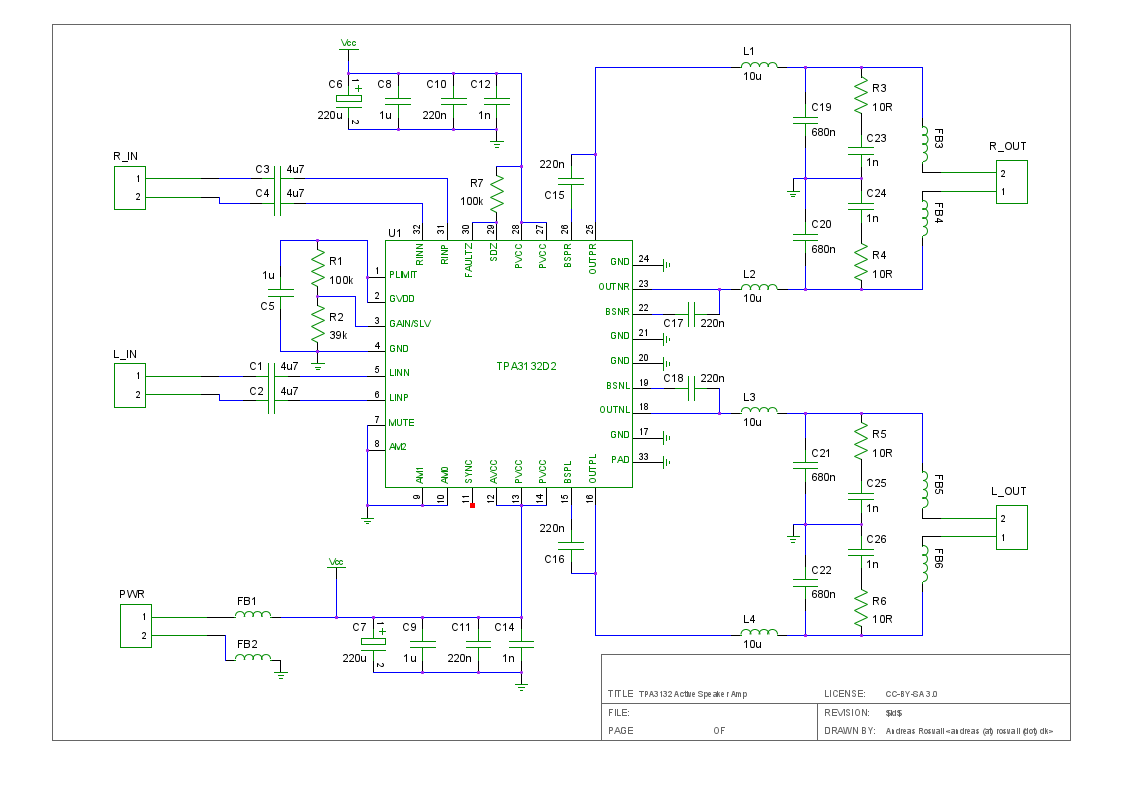 Vcc
C6
1
+
220u
2
C8
1u
C10
220n
C12
1n
L1
10u
R3
10R
C19
680n
C23
1n
FB3
R_OUT
2
1
C24
1n
FB4
C20
680n
R4
10R
R_IN
1
2
C3 4u7
C4 4u7
R7
100k
220n
C15
U1
32
31
30
29
28
27
26
25
RINN
RINP
FAULTZ
SDZ
PVCC
PVCC
BSPR
OUTPR
1 PLIMIT
2 GVDD
3 GAIN/SLV
4 GND
5 LINN
6 LINP
7 MUTE
8 AM2
GND 24
OUTNR 23
BSNR 22
GND 21
GND 20
BSNL 19
OUTNL 18
GND 17
PAD 33
TPA3132D2
AM1
AM0
SYNC
AVCC
PVCC
PVCC
BSPL
OUTPL
9
10
11
12
13
14
15
16
1u
C5
R1
100k
R2
39k
L_IN
1
2
C1 4u7
C2 4u7
L2
10u
C17 220n
C18 220n
L3
10u
R5
10R
C21
680n
C25
1n
FB5
L_OUT
2
1
C26
1n
FB6
C22
680n
R6
10R
220n
C16
L4
10u
Vcc
PWR
1
2
FB1
FB2
C7
1
+
220u
2
C9
1u
C11
220n
C14
1n
TITLE TPA3132 Active Speaker Amp
LICENSE: CC-BY-SA 3.0
FILE:
REVISION: $Id$
PAGE OF
DRAWN BY: Andreas Rosvall <andreas (at) rosvall (dot) dk>